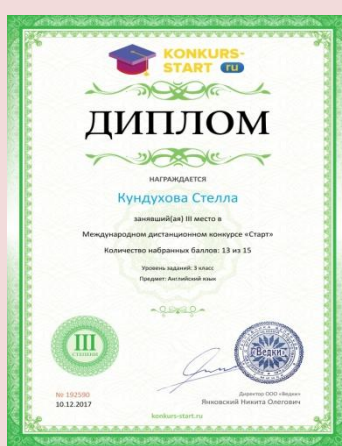 KONKURS-
START ru
ДИПЛОМ
НАГРАЖДАЕТСЯ
Кундухова Стелла
занявший(ая) III место в
Международном дистанционном конкурсе «Старт»
Количество набранных баллов: 13 из 15
Уровень заданий: 3 класс
Предмет: Английский язык
III
СТЕПЕНИ
«Ведки»
№ 192590
10.12.2017
Директор ООО «Ведки»
Янковский Никита Олегович
konkurs-start.ru